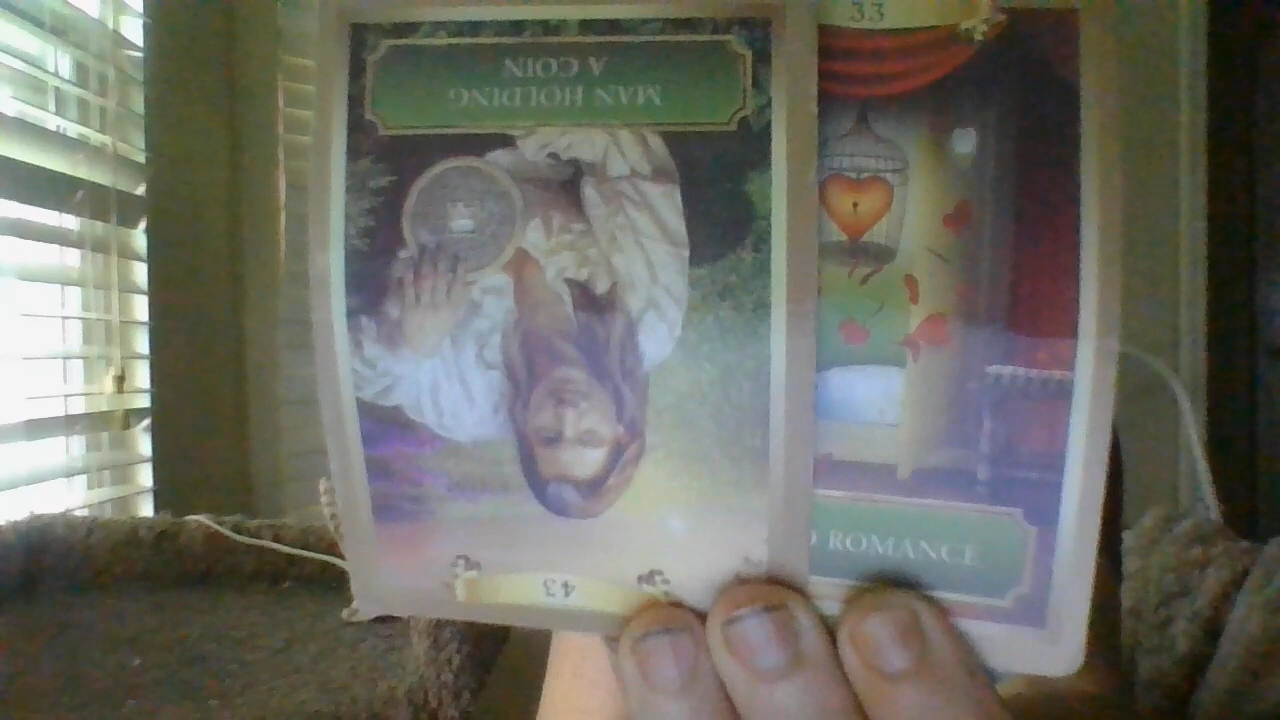 MAN HOLDING
A COIN
43
33
ROMANCE